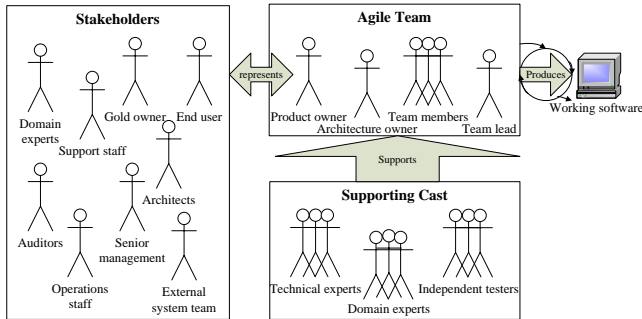 Stakeholders
Domain
experts
Support staff
Gold owner
End user
Architects
Auditors
Senior
management
Operations
staff
External
system team
represents
Agile Team
Product owner
Architecture owner
Team members
Team lead
Produces
Working software
Supports
Supporting Cast
Technical experts
Domain experts
Independent testers